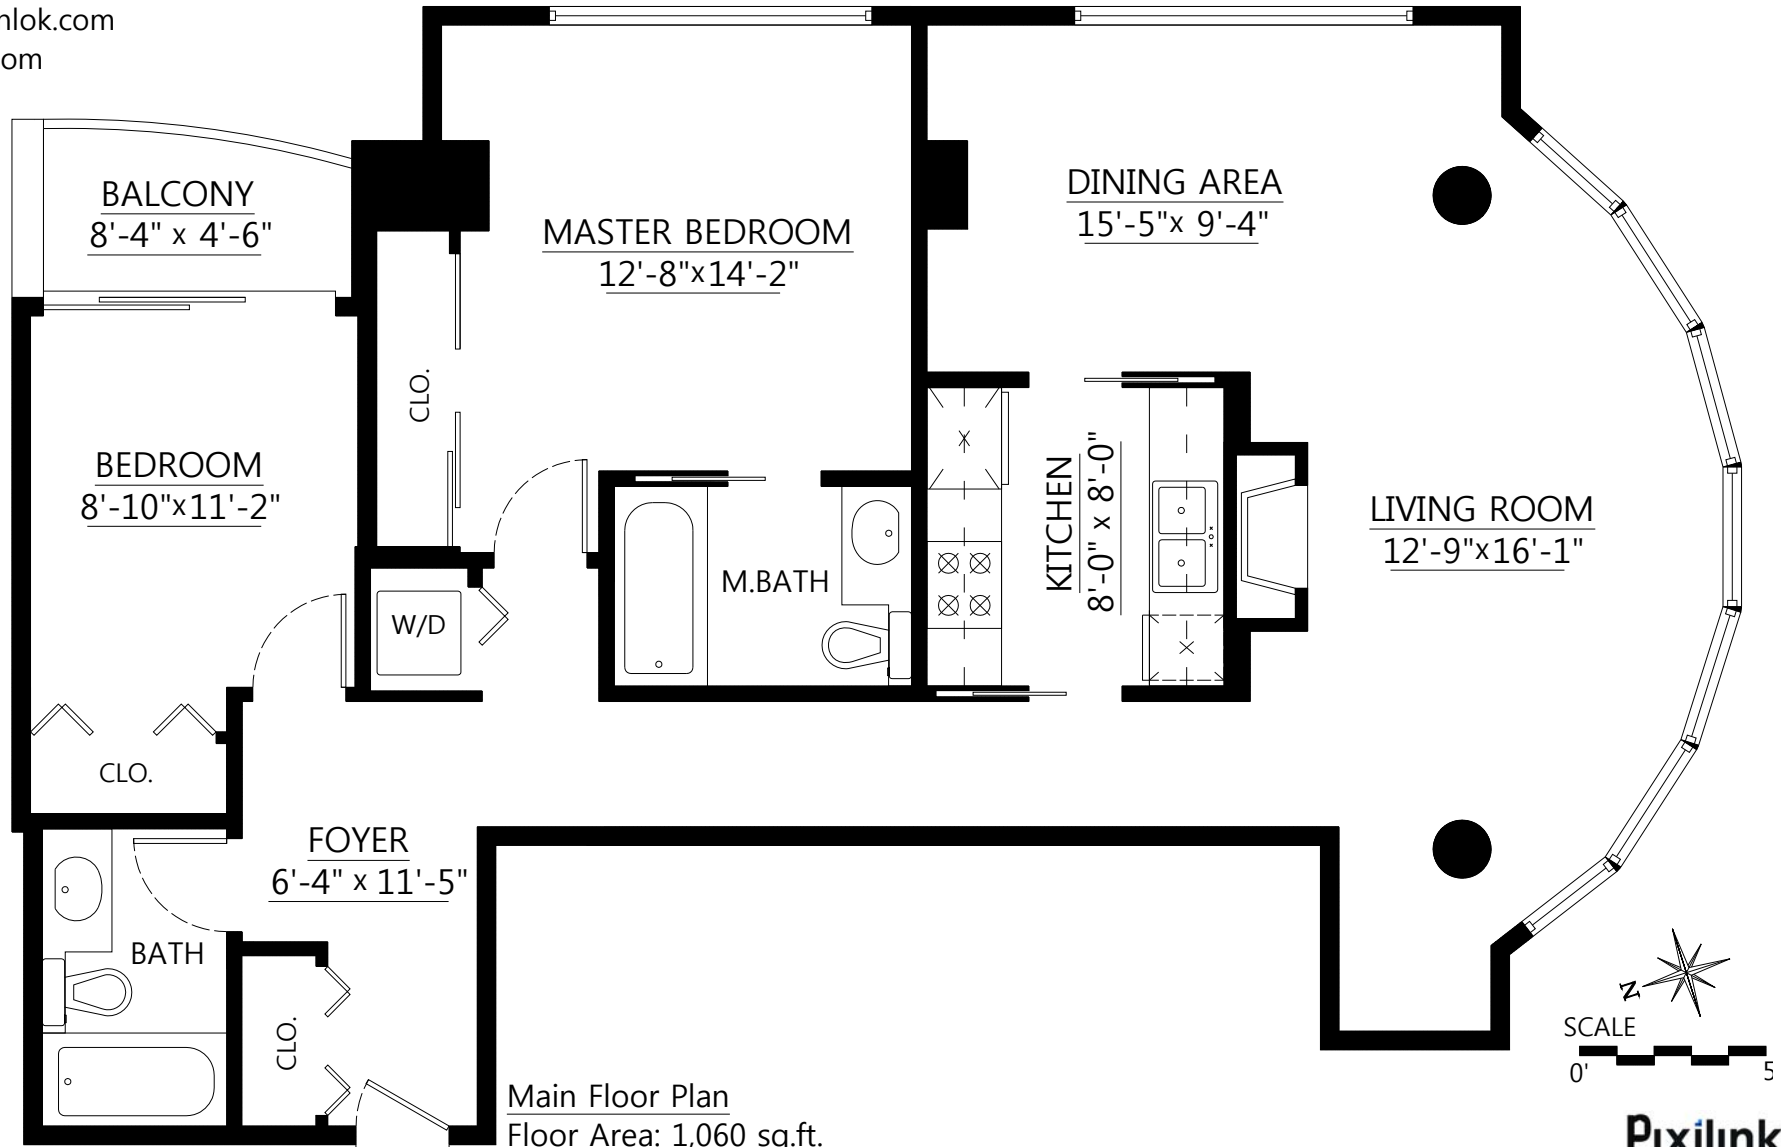 nlok.com
om
BALCONY
8'-4" x 4'-6"
MASTER BEDROOM
12'-8"x14'-2"
DINING AREA
15'-5"x 9'-4"
CLO.
BEDROOM
8'-10"x11'-2"
KITCHEN
8'-0" x 8'-0"
LIVING ROOM
12'-9"x16'-1"
M.BATH
W/D
CLO.
FOYER
6'-4" x 11'-5"
BATH
CLO.
N
SCALE
0' 5
Main Floor Plan
Floor Area: 1,060 sq.ft.
Pixilink